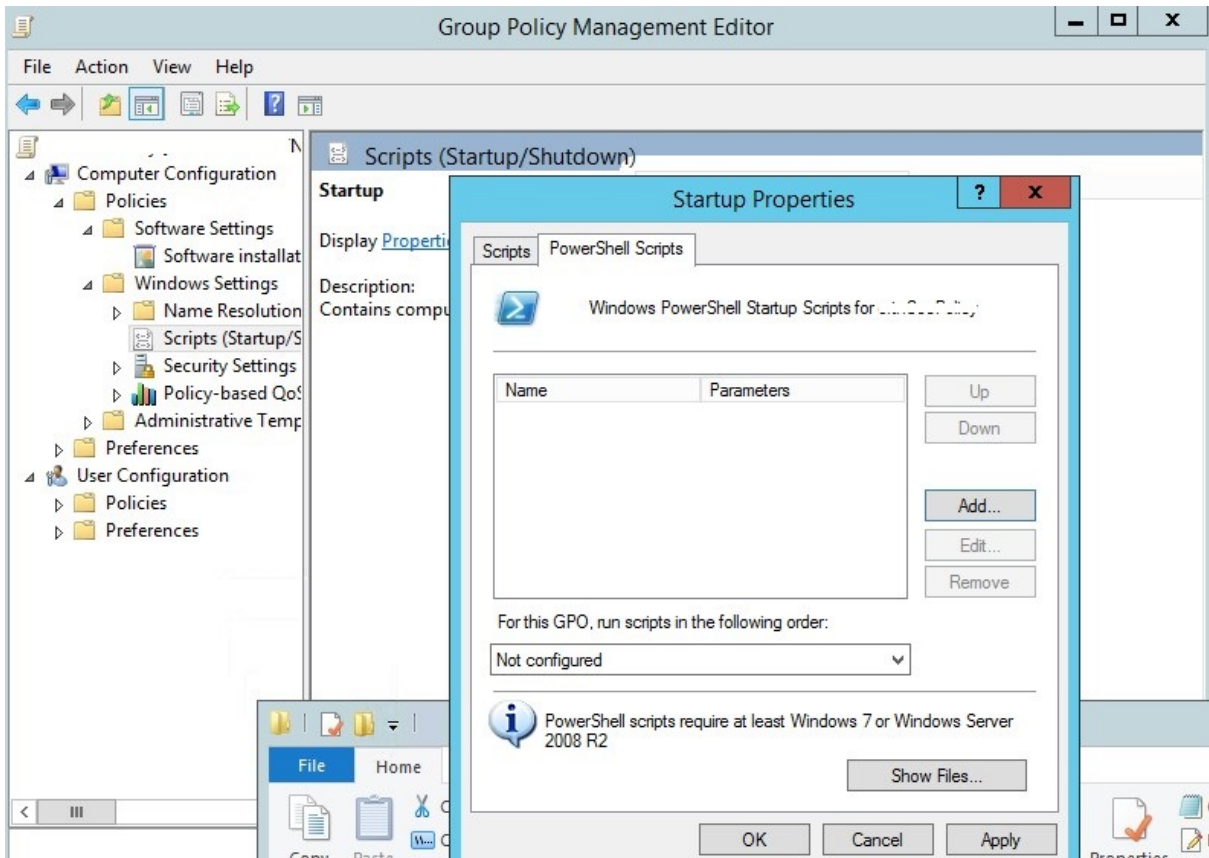 Group Policy Management Editor
File Action View Help
Computer Configuration
Policies
Software Settings
Software installat
Windows Settings
Name Resolution
Scripts (Startup/S
Security Settings
Policy-based QoS
Administrative Temp
Preferences
User Configuration
Policies
Preferences
Scripts (Startup/Shutdown)
Startup
Display Properti
Description:
Contains compu
Startup Properties
Scripts
PowerShell Scripts
Windows PowerShell Startup Scripts for
Name Parameters
Up
Down
Add...
Edit...
Remove
For this GPO, run scripts in the following order:
Not configured
PowerShell scripts require at least Windows 7 or Windows Server
2008 R2
Show Files...
OK Cancel Apply
File Home
Copy Paste
Properties